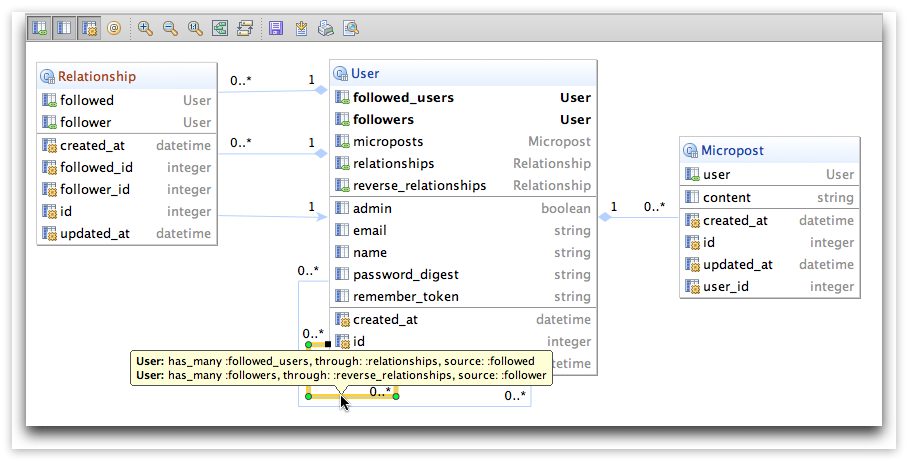 Relationship
followed User
follower User
created_at datetime
followed_id integer
follower_id integer
id integer
updated_at datetime
0..* 1
0..* 1
1
User
followed_users User
followers User
microposts Micropost
relationships Relationship
reverse_relationships Relationship
admin boolean
email string
name string
password_digest string
remember_token string
created_at datetime
id integer
datetime
1 0..*
Micropost
user User
content string
created_at datetime
id integer
updated_at datetime
user_id integer
0..*
0..*
User: has_many :followed_users, through: :relationships, source: :followed
User: has_many :followers, through: :reverse_relationships, source: :follower
0..*
0..*